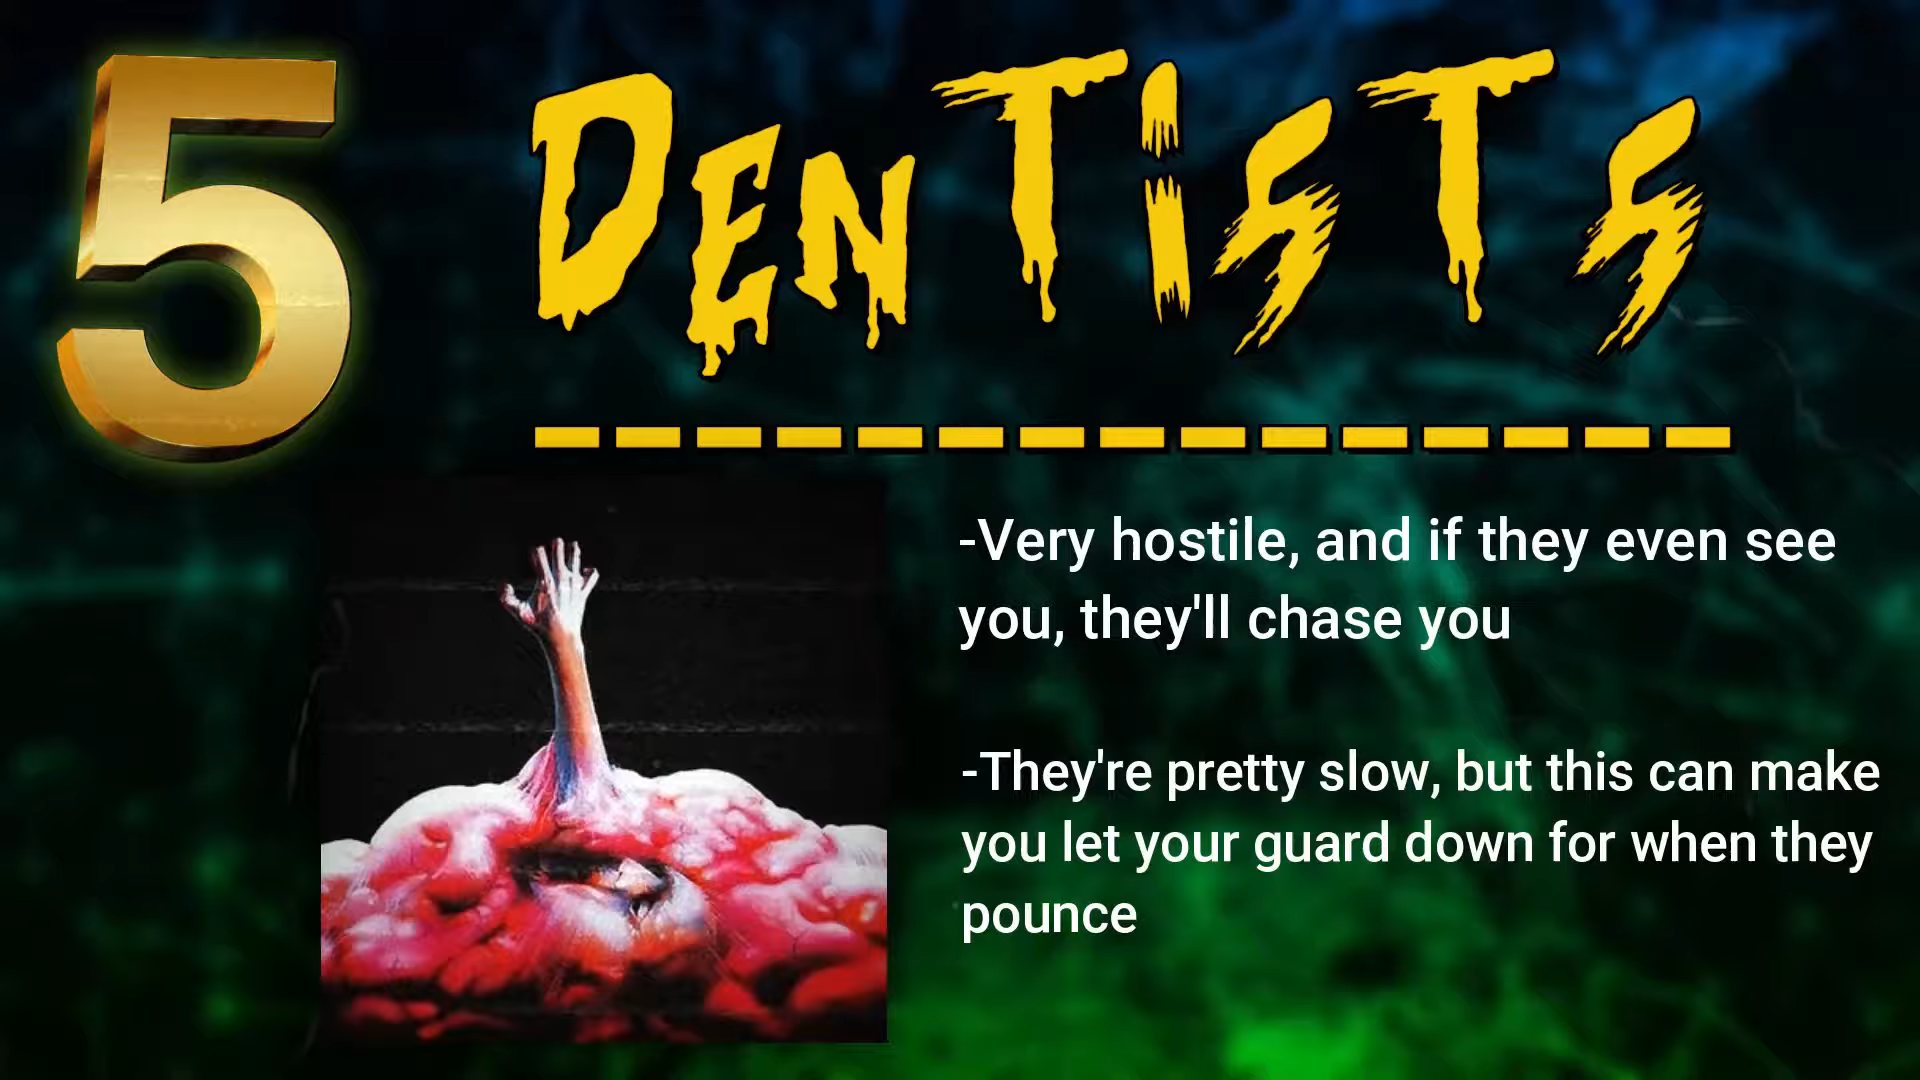 5
DENTiSTS
-Very hostile, and if they even see
you, they'll chase you
-They're pretty slow, but this can make
you let your guard down for when they
pounce